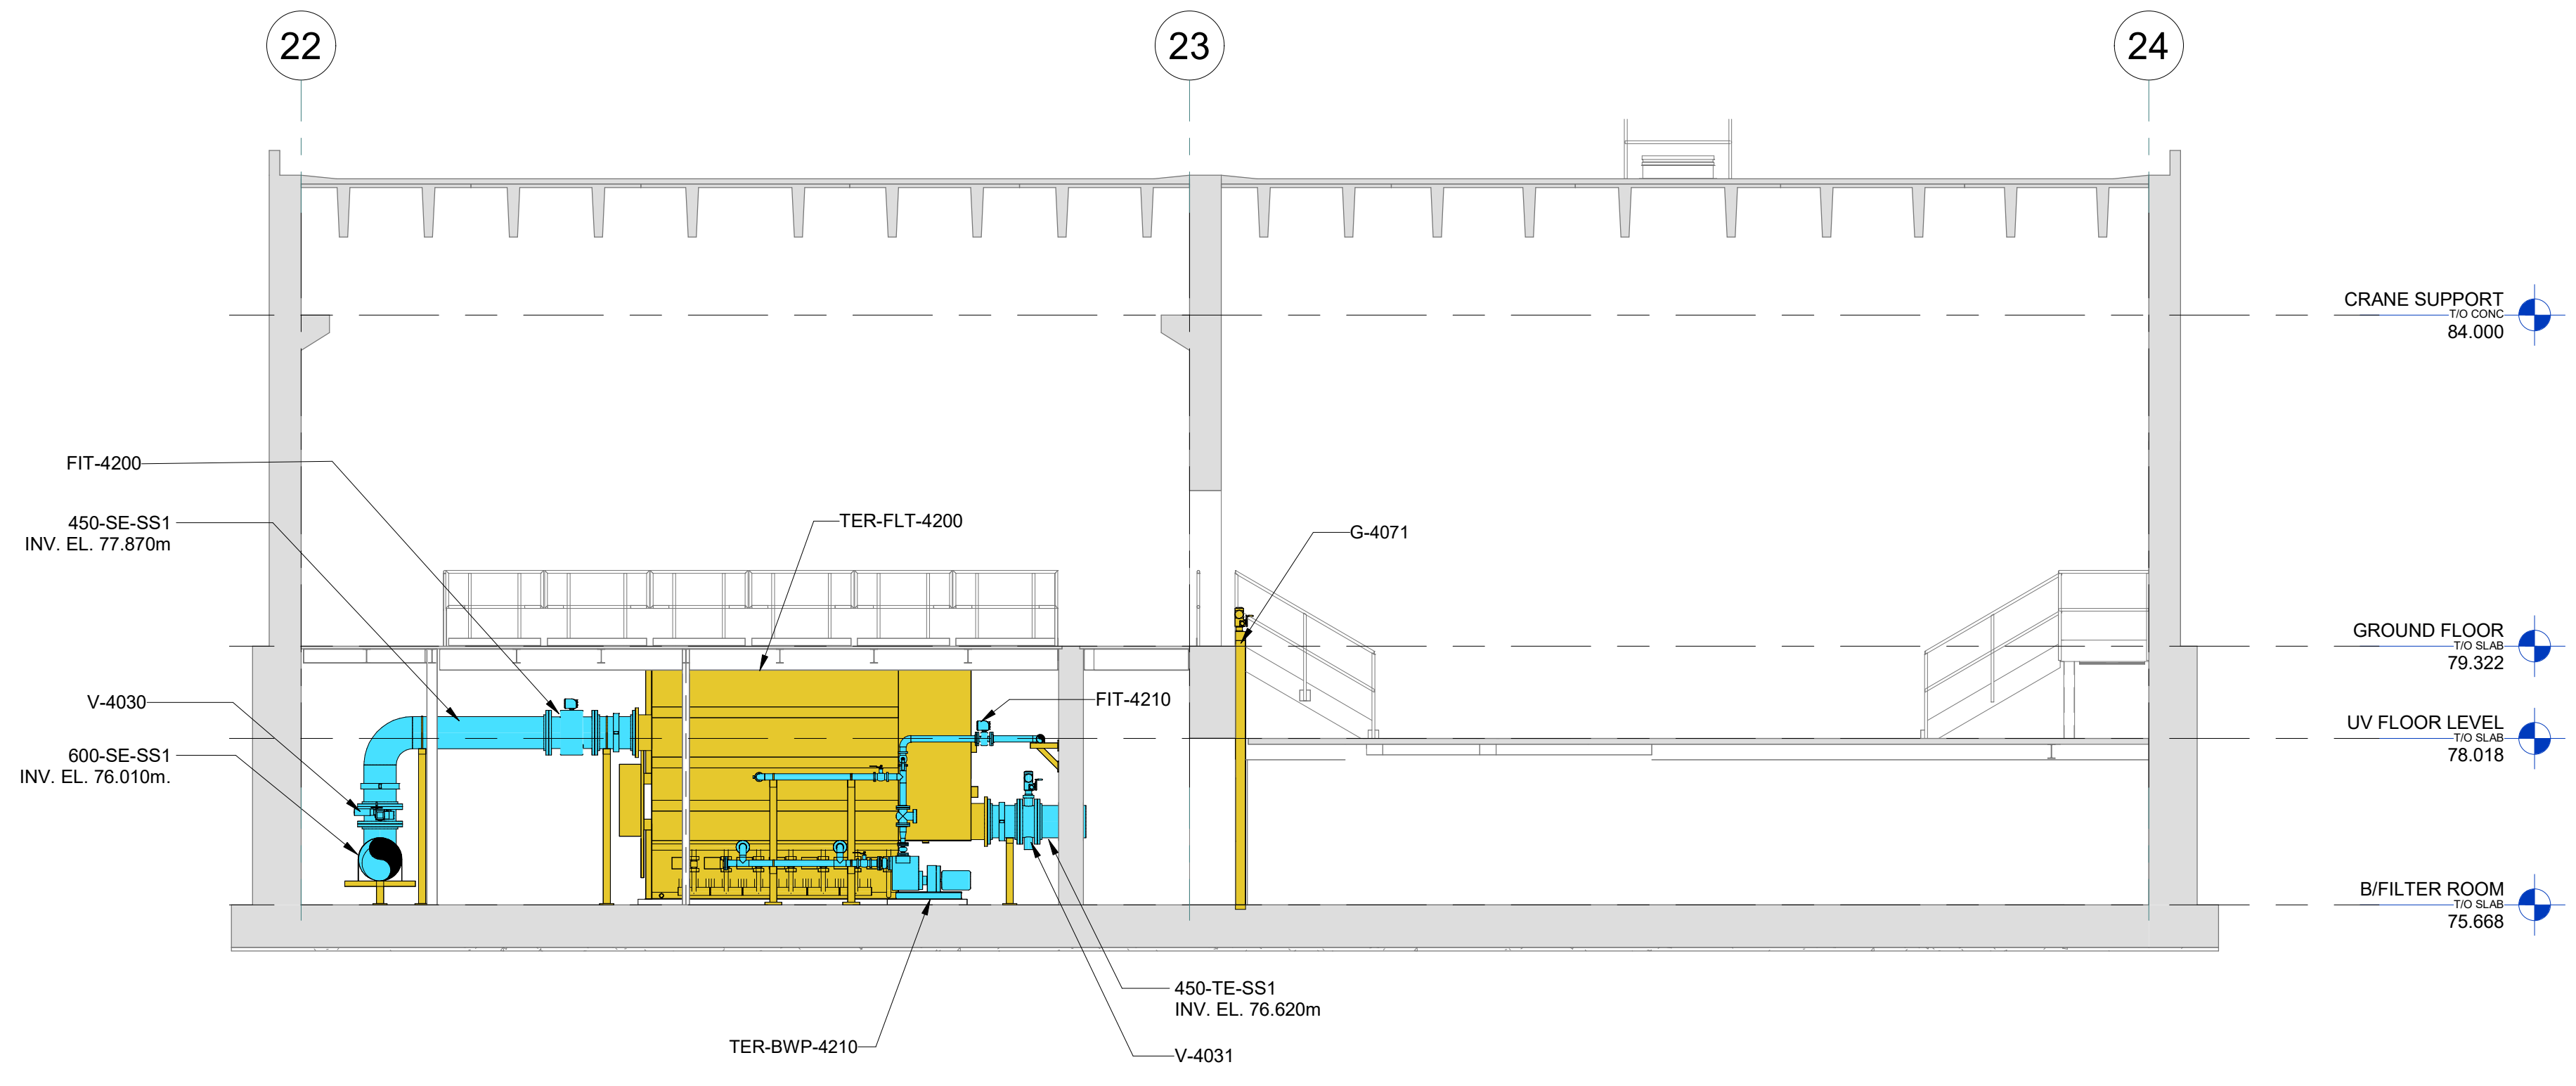 22
23
24
CRANE SUPPORT
T/O CONC
84.000
FIT-4200
450-SE-SS1
INV. EL. 77.870m
TER-FLT-4200
G-4071
GROUND FLOOR
T/O SLAB
79.322
V-4030
FIT-4210
600-SE-SS1
INV. EL. 76.010m.
UV FLOOR LEVEL
T/O SLAB
78.018
B/FILTER ROOM
T/O SLAB
75.668
450-TE-SS1
INV. EL. 76.620m
TER-BWP-4210
V-4031